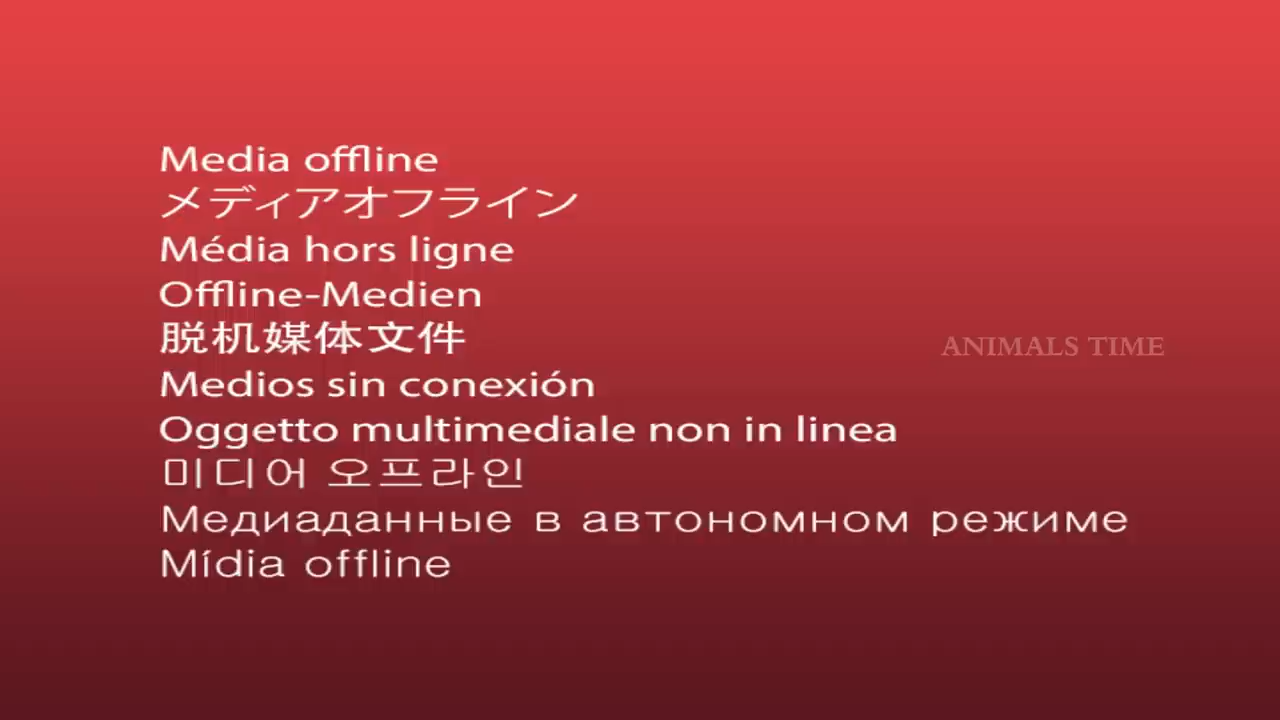 Media offline
メディアオフライン
Média hors ligne
Offline-Medien
脱机媒体文件
ANIMALS TIME
Medios sin conexión
Oggetto multimediale non in linea
미디어 오프라인
Медиаданные в автономном режиме
Mídia offline